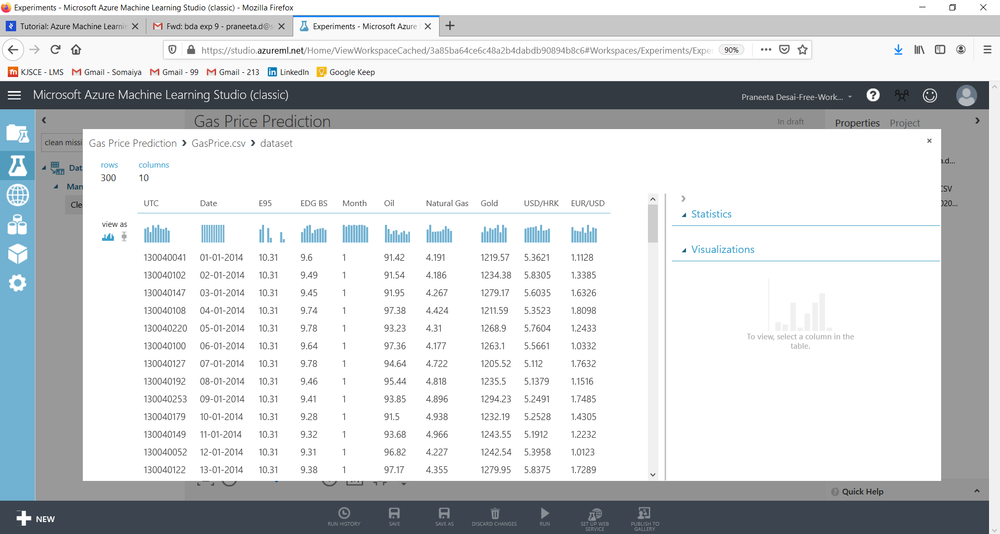 Experiments - Microsoft Azure Machine Learning Studio (classic) - Mozilla Firefox
Tutorial: Azure Machine Learnin
Fwd: bda exp 9 - praneeta.d@s
Experiments - Microsoft Azure
https://studio.azureml.net/Home/ViewWorkspaceCached/3a85ba64ce6c48a2b4dabdb90894b8c6#Workspaces/Experiments/Exper
90%
KJSCE - LMS
Gmail - Somaiya
Gmail - 99
Gmail - 213
LinkedIn
Google Keep
Microsoft Azure Machine Learning Studio (classic)
Praneeta Desai-Free-Work...
Gas Price Prediction
In draft
Properties Project
clean missi
Dat
Man
Cle
Gas Price Prediction > GasPrice.csv > dataset
a.d...
CSV
020...
rows columns
300 10
UTC Date E95 EDG BS Month Oil Natural Gas Gold USD/HRK EUR/USD
view as
130040041 01-01-2014 10.31 9.6 1 91.42 4.191 1219.57 5.3621 1.1128
130040102 02-01-2014 10.31 9.49 1 91.54 4.186 1234.38 5.8305 1.3385
130040147 03-01-2014 10.31 9.45 1 91.95 4.267 1279.17 5.6035 1.6326
130040108 04-01-2014 10.31 9.74 1 97.38 4.424 1211.59 5.3523 1.8098
130040220 05-01-2014 10.31 9.78 1 93.23 4.31 1268.9 5.7604 1.2433
130040100 06-01-2014 10.31 9.64 1 97.36 4.177 1263.1 5.5661 1.0332
130040127 07-01-2014 10.31 9.78 1 94.64 4.722 1205.52 5.112 1.7632
130040192 08-01-2014 10.31 9.46 1 95.44 4.818 1235.5 5.1379 1.1516
130040253 09-01-2014 10.31 9.41 1 93.85 4.896 1294.23 5.2491 1.7485
130040179 10-01-2014 10.31 9.28 1 91.5 4.938 1232.19 5.2528 1.4305
130040149 11-01-2014 10.31 9.32 1 93.68 4.966 1243.55 5.1912 1.2232
130040052 12-01-2014 10.31 9.31 1 96.82 4.227 1242.54 5.3958 1.0123
130040122 13-01-2014 10.31 9.38 1 97.17 4.355 1279.95 5.8375 1.7289
Statistics
Visualizations
To view, select a column in the
table.
Quick Help
NEW
RUN HISTORY
SAVE
SAVE AS
DISCARD CHANGES
RUN
SET UP WEB
SERVICE
PUBLISH TO
GALLERY